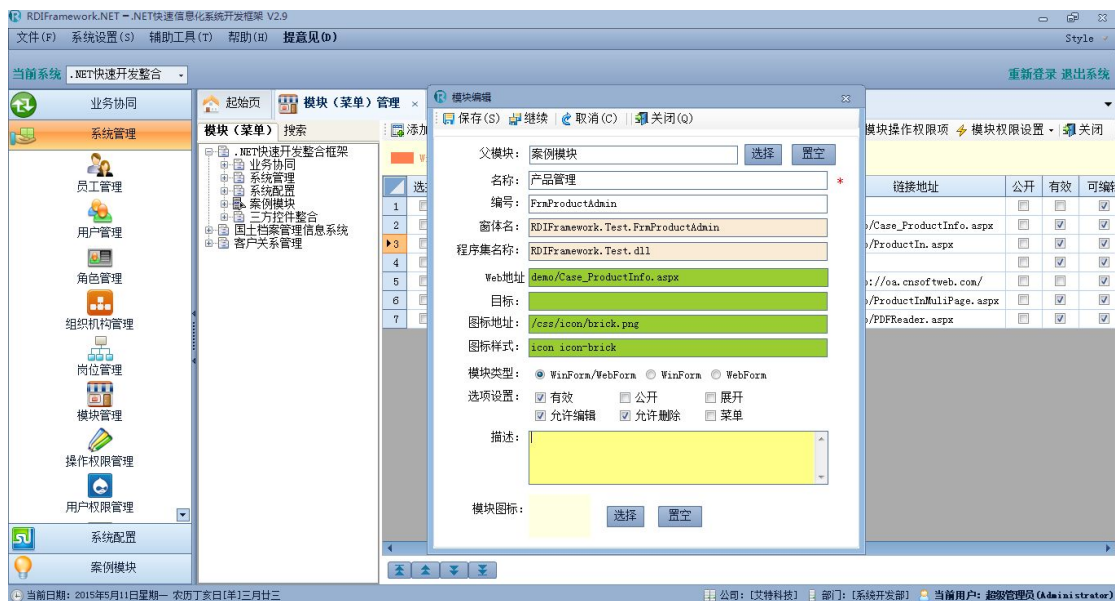 RDIFramework.NET - .NET快速信息化系统开发框架 V2.9
文件(F) 系统设置(S) 辅助工具(T) 帮助(H) 提意见(D)
Style
当前系统 .NET快速开发整合
重新登录 退出系统
业务协同
系统管理
员工管理
用户管理
角色管理
组织机构管理
岗位管理
模块管理
操作权限管理
用户权限管理
系统配置
案例模块
起始页 模块(菜单)管理
模块(菜单) 搜索
.NET快速开发整合框架
业务协同
系统管理
系统配置
案例模块
三方控件整合
国土档案管理信息系统
客户关系管理
添加
模块操作权限项 模块权限设置 关闭
链接地址 公开 有效
1
2 /Case_ProductInfo.aspx
3 /ProductIn.aspx
4
5 ://oa.cnsoftweb.com/
6 /ProductInMuliPage.aspx
7 /PDFReader.aspx
模块编辑
保存(S) 继续 取消(C) 关闭(Q)
父模块: 案例模块 选择 置空
名称: 产品管理 *
编号: FrmProductAdmin
窗体名: RDIFramework.Test.FrmProductAdmin
程序集名称: RDIFramework.Test.dll
Web地址 demo/Case_ProductInfo.aspx
目标:
图标地址: /css/icon/brick.png
图标样式: icon icon-brick
模块类型: WinForm/WebForm WinForm WebForm
选项设置: 有效 公开 展开
允许编辑 允许删除 菜单
描述:
模块图标: 选择 置空
当前日期: 2015年5月11日星期一 农历丁亥日[羊]三月廿三
公司: [艾特科技] 部门: [系统开发部] 当前用户: 超级管理员(Administrator)